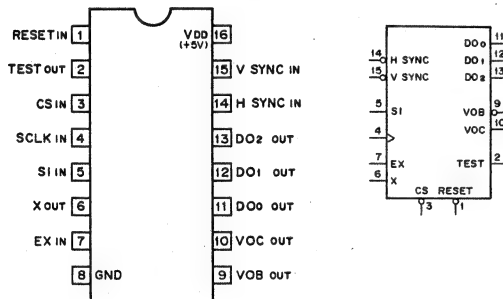 RESET IN 1
VDD (+5V) 16
TEST OUT 2
15 V SYNC IN
CS IN 3
14 H SYNC IN
SCLK IN 4
13 DO2 OUT
SI IN 5
12 DO1 OUT
X OUT 6
11 DO0 OUT
EX IN 7
10 VOC OUT
8 GND
9 VOB OUT
14 H SYNC
15 V SYNC
5 SI
4
7 EX
6 X
DO0 11
DO1 12
DO2 13
VOB 9
VOC 10
TEST 2
CS RESET
3 1